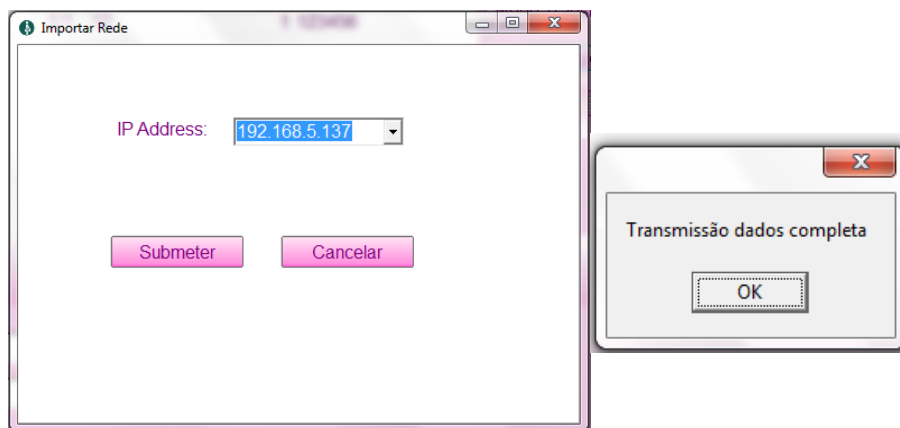 Importar Rede
IP Address:
192.168.5.137
Submeter
Cancelar
Transmissão dados completa
OK